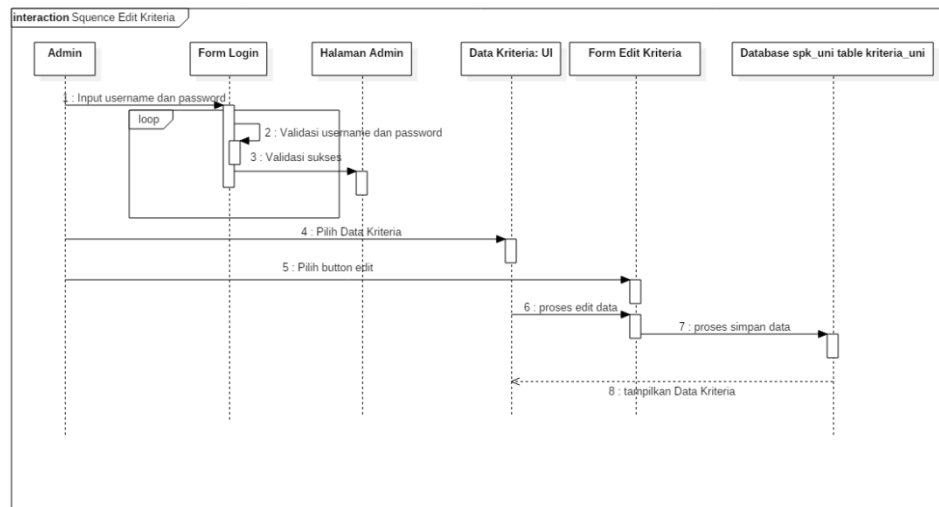 interaction Squence Edit Kriteria
Admin
Form Login
Halaman Admin
Data Kriteria: UI
Form Edit Kriteria
Database spk_uni table kriteria_uni
1 : Input username dan password
loop
2 : Validasi username dan password
3 : Validasi sukses
4 : Pilih Data Kriteria
5 : Pilih button edit
6 : proses edit data
7 : proses simpan data
8 : tampilkan Data Kriteria